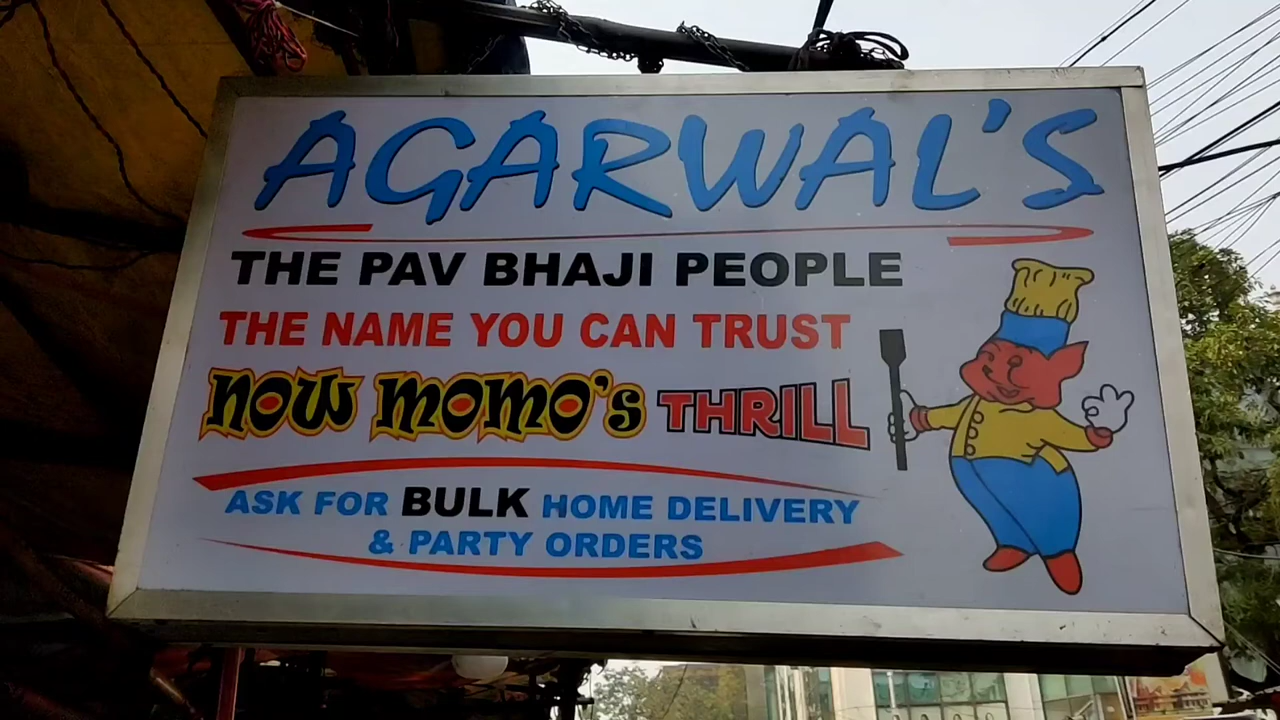 AGARWAL'S
THE PAV BHAJI PEOPLE
THE NAME YOU CAN TRUST
NOW MOMO'S THRILL
ASK FOR BULK HOME DELIVERY
& PARTY ORDERS